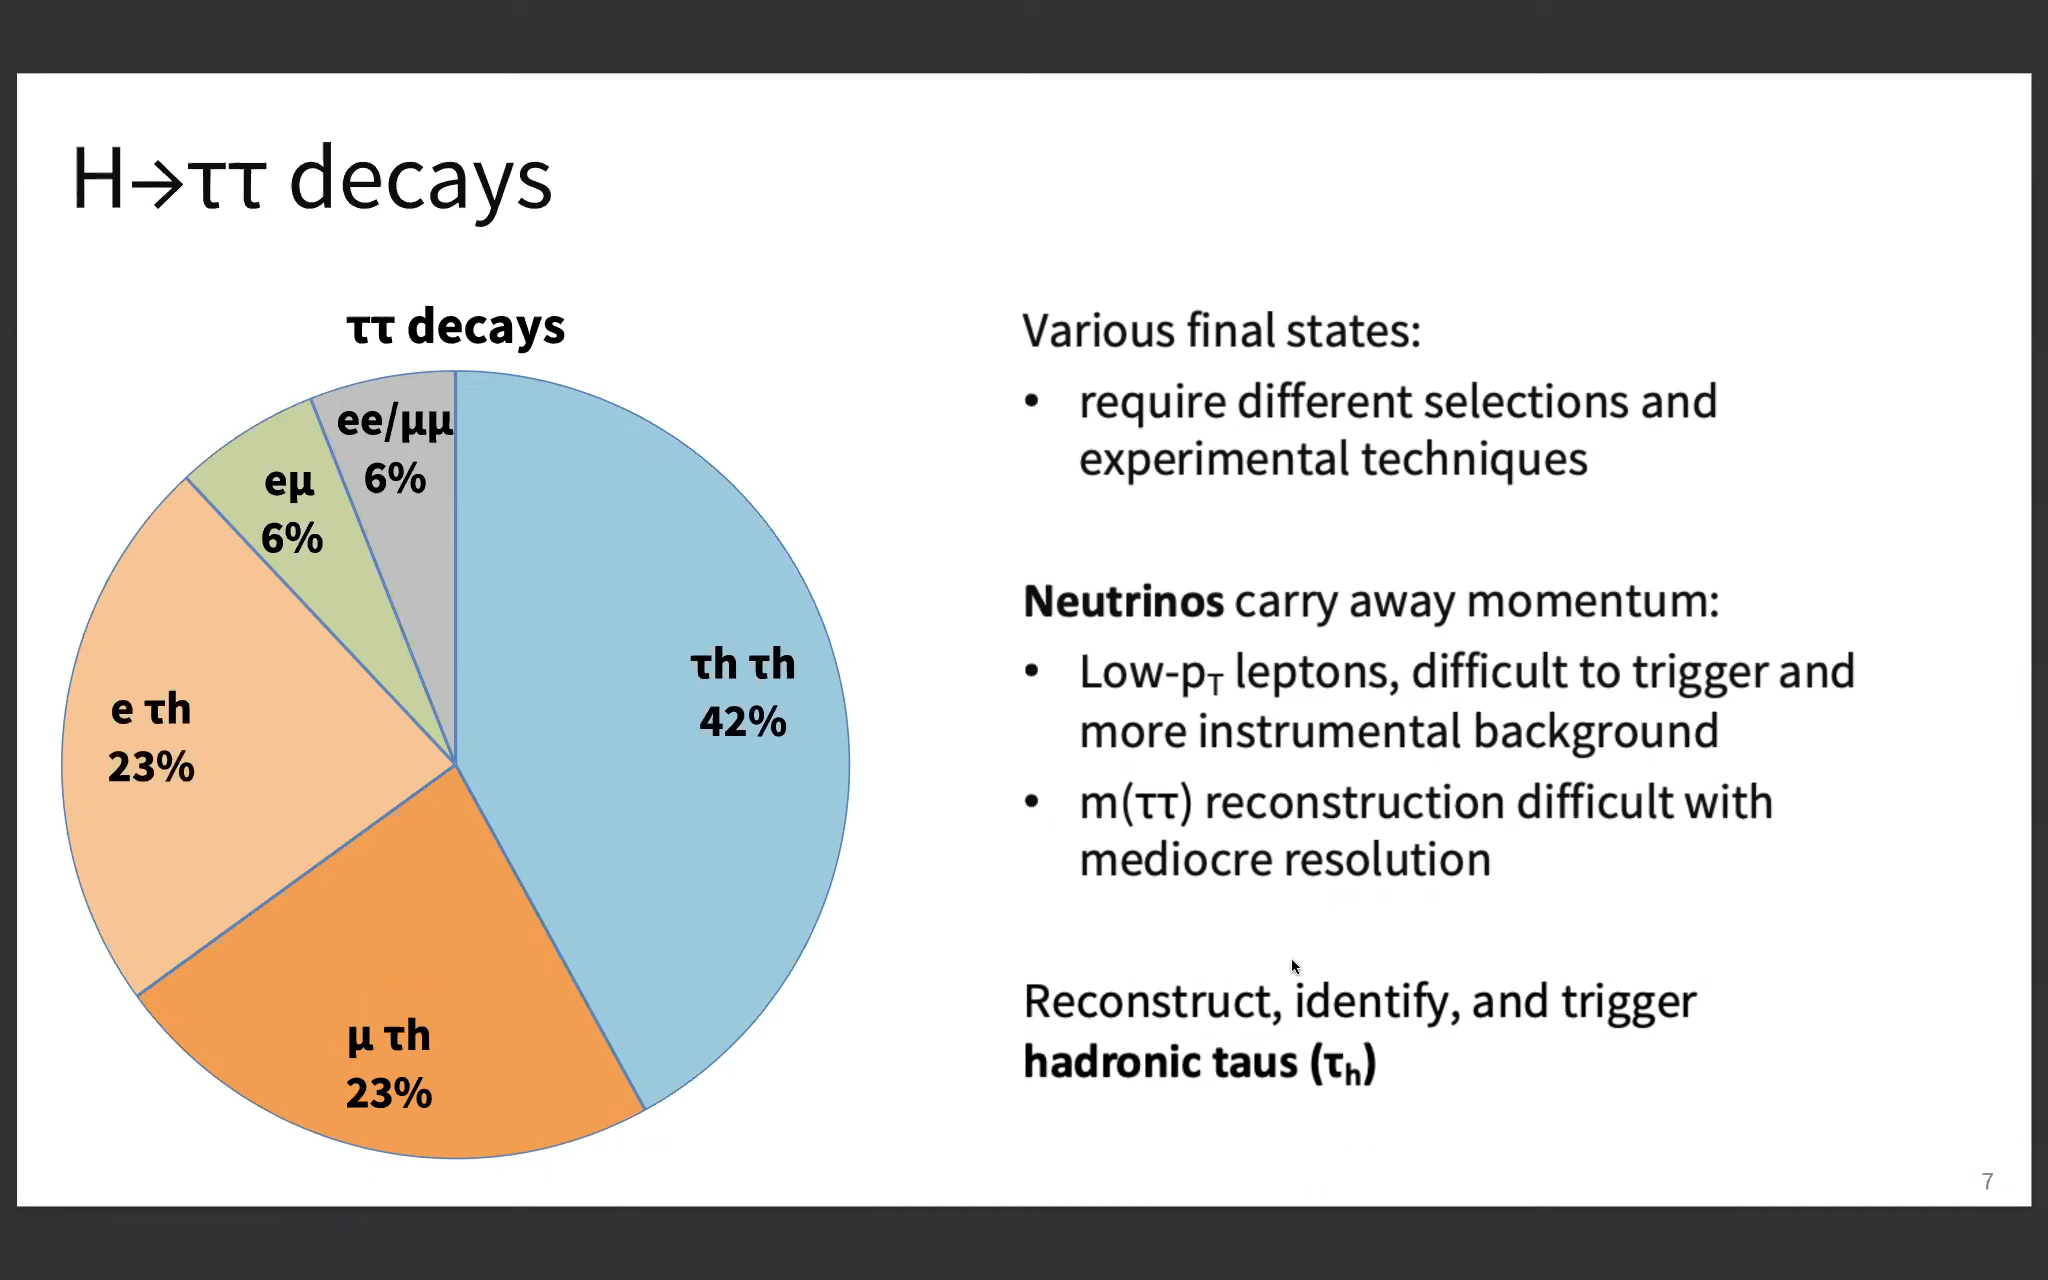 H→ττ decays
ττ decays
ee/μμ
6%
eμ
6%
τh τh
42%
e τh
23%
μ τh
23%
Various final states:
• require different selections and
experimental techniques
Neutrinos carry away momentum:
• Low-pT leptons, difficult to trigger and
more instrumental background
• m(ττ) reconstruction difficult with
mediocre resolution
Reconstruct, identify, and trigger
hadronic taus (τh)
7